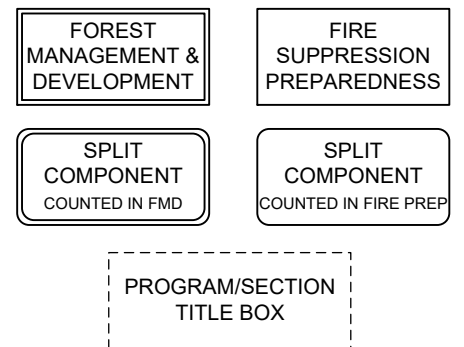 FOREST
MANAGEMENT &
DEVELOPMENT
FIRE
SUPPRESSION
PREPAREDNESS
SPLIT
COMPONENT
COUNTED IN FMD
SPLIT
COMPONENT
COUNTED IN FIRE PREP
PROGRAM/SECTION
TITLE BOX